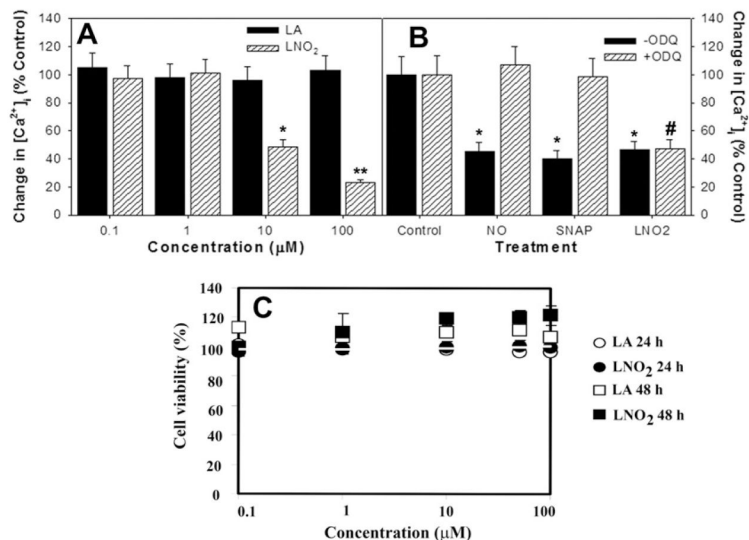 A
LA
LNO₂
Change in [Ca²⁺]ᵢ (% Control)
140
120
100
80
60
40
20
0
*
**
0.1 1 10 100
Concentration (μM)
B
-ODQ
+ODQ
* * * #
Control NO SNAP LNO2
Treatment
140
120
100
80
60
40
20
0
Change in [Ca²⁺]ᵢ (% Control)
C
Cell viability (%)
140
120
100
80
60
40
20
0
0.1 1 10 100
Concentration (μM)
LA 24 h
LNO₂ 24 h
LA 48 h
LNO₂ 48 h